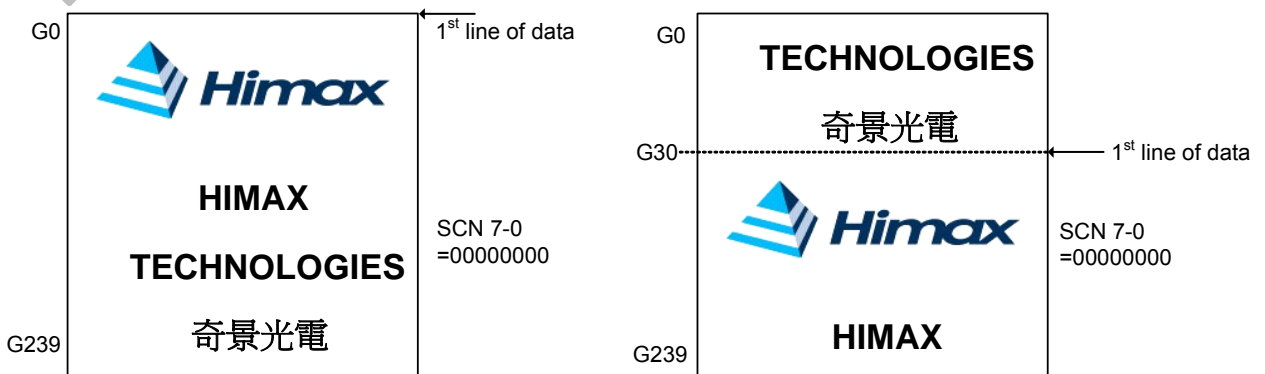 G0
1st line of data
Himax
HIMAX
TECHNOLOGIES
奇景光電
G239
SCN 7-0
=00000000
G0
TECHNOLOGIES
奇景光電
G30
1st line of data
Himax
SCN 7-0
=00000000
HIMAX
G239